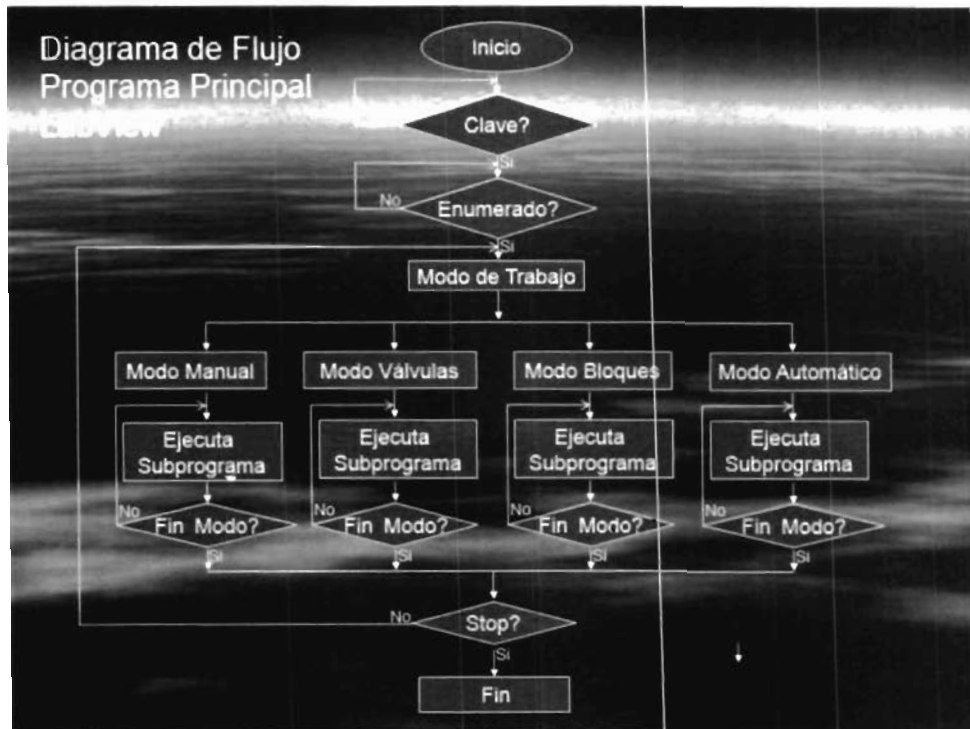 Diagrama de Flujo
Programa Principal
LabView
Inicio
Clave?
Si
No
Enumerado?
Si
Modo de Trabajo
Modo Manual
Modo Válvulas
Modo Bloques
Modo Automático
Ejecuta
Subprograma
Ejecuta
Subprograma
Ejecuta
Subprograma
Ejecuta
Subprograma
No
Fin Modo?
Si
No
Fin Modo?
Si
No
Fin Modo?
Si
No
Fin Modo?
Si
No
Stop?
Si
Fin